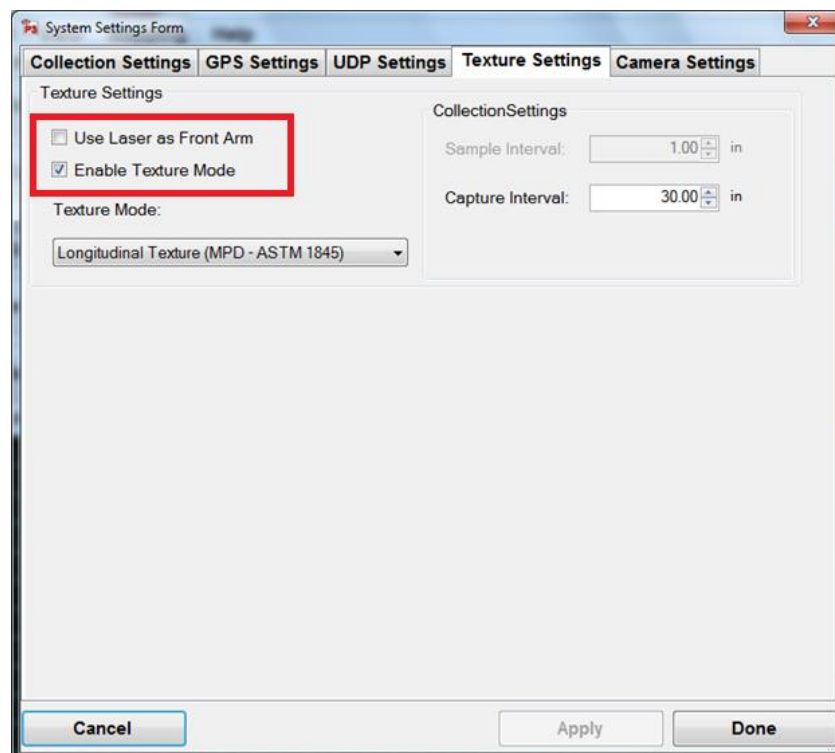 PS System Settings Form
Help
Collection Settings GPS Settings UDP Settings Texture Settings Camera Settings
Texture Settings
Use Laser as Front Arm
Enable Texture Mode
Texture Mode:
Longitudinal Texture (MPD - ASTM 1845)
CollectionSettings
Sample Interval: 1.00 in
Capture Interval: 30.00 in
Cancel Apply Done